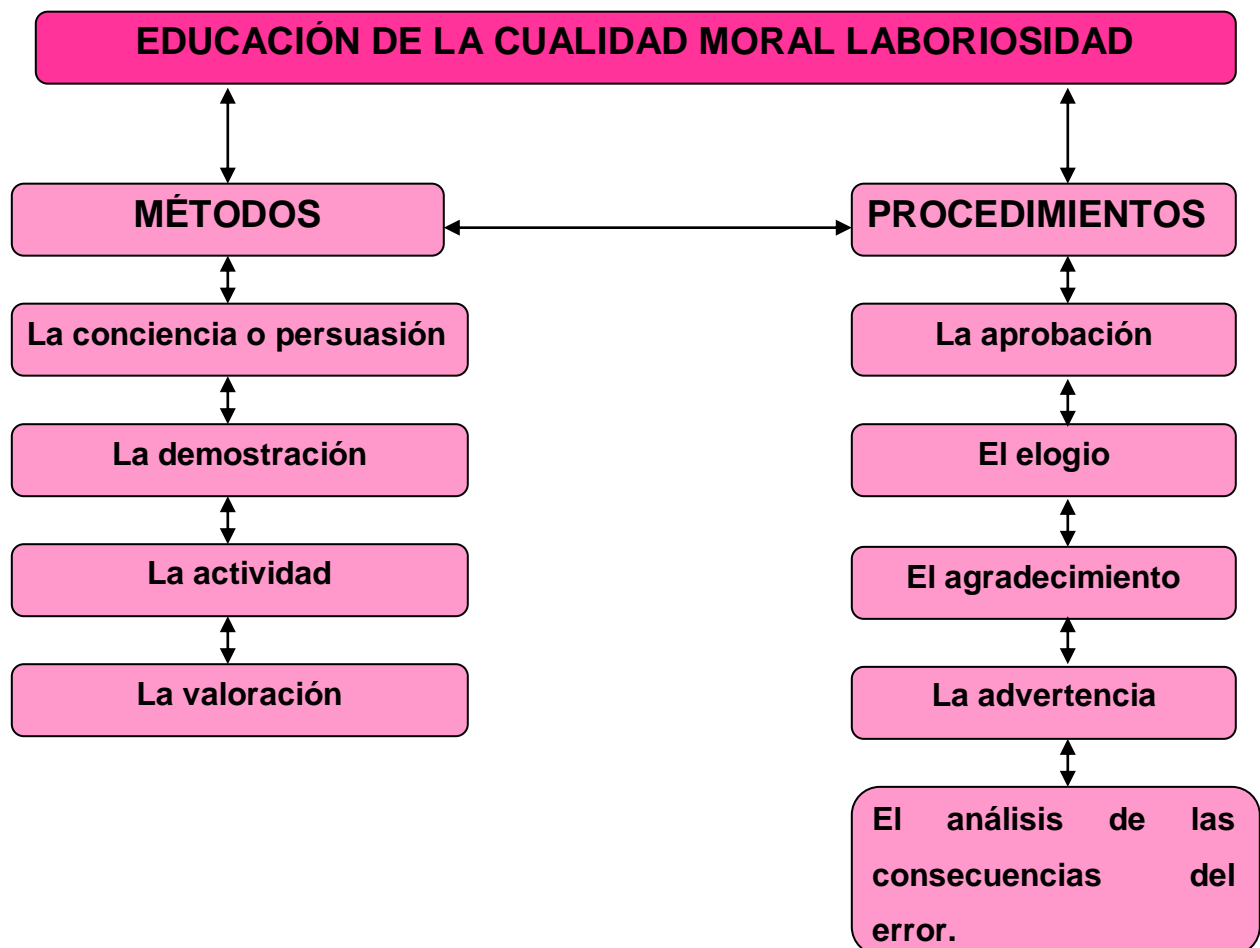 EDUCACIÓN DE LA CUALIDAD MORAL LABORIOSIDAD
MÉTODOS
PROCEDIMIENTOS
La conciencia o persuasión
La aprobación
La demostración
El elogio
La actividad
El agradecimiento
La valoración
La advertencia
El análisis de las
consecuencias del
error.